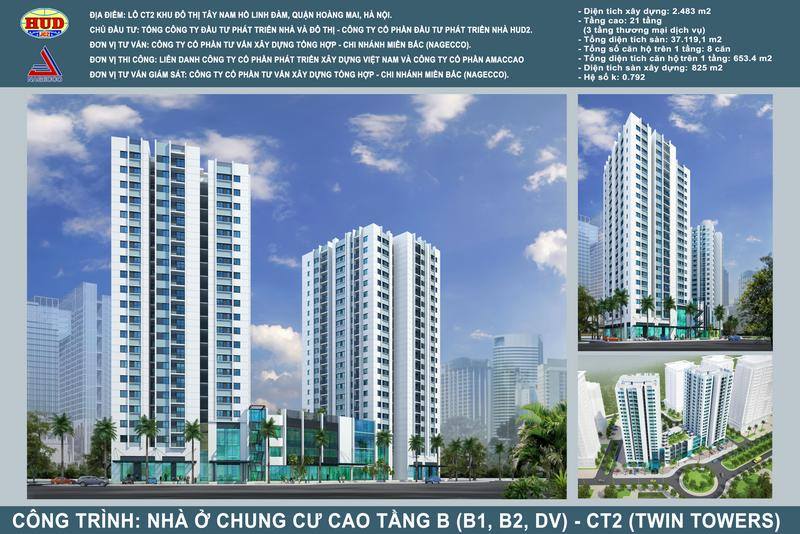 HUD
ĐỊA ĐIỂM: LÔ CT2 KHU ĐÔ THỊ TÂY NAM HỒ LINH ĐÀM, QUẬN HOÀNG MAI, HÀ NỘI.
CHỦ ĐẦU TƯ: TỔNG CÔNG TY ĐẦU TƯ PHÁT TRIỂN NHÀ VÀ ĐÔ THỊ - CÔNG TY CỔ PHẦN ĐẦU TƯ PHÁT TRIỂN NHÀ HUD2.
ĐƠN VỊ TƯ VẤN: CÔNG TY CỔ PHẦN TƯ VẤN XÂY DỰNG TỔNG HỢP - CHI NHÁNH MIỀN BẮC (NAGECCO).
ĐƠN VỊ THI CÔNG: LIÊN DANH CÔNG TY CỔ PHẦN PHÁT TRIỂN XÂY DỰNG VIỆT NAM VÀ CÔNG TY CỔ PHẦN AMACCAO
ĐƠN VỊ TƯ VẤN GIÁM SÁT: CÔNG TY CỔ PHẦN TƯ VẤN XÂY DỰNG TỔNG HỢP - CHI NHÁNH MIỀN BẮC (NAGECCO).
- Diện tích xây dựng: 2.483 m2
- Tầng cao: 21 tầng
(3 tầng thương mại dịch vụ)
- Tổng diện tích sàn: 37.119,1 m2
- Tổng số căn hộ trên 1 tầng: 8 căn
- Tổng diện tích căn hộ trên 1 tầng: 653.4 m2
- Diện tích sàn xây dựng: 825 m2
- Hệ số k: 0.792
CÔNG TRÌNH: NHÀ Ở CHUNG CƯ CAO TẦNG B (B1, B2, DV) - CT2 (TWIN TOWERS)